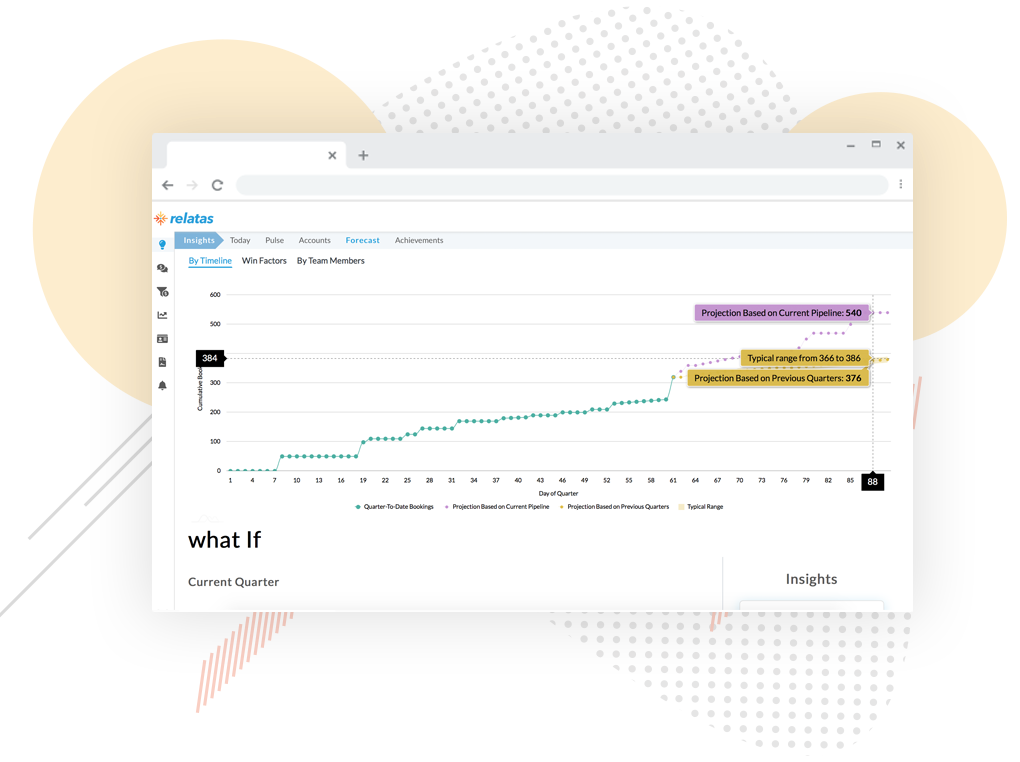 relatas
Insights Today Pulse Accounts Forecast Achievements
By Timeline Win Factors By Team Members
600
Projection Based on Current Pipeline: 540
500
384
Typical range from 366 to 386
Projection Based on Previous Quarters: 376
300
Cumulative
200
100
0
1 4 7 10 13 16 19 22 25 28 31 34 37 40 43 46 49 52 55 58 61 64 67 70 73 76 79 82 85 88
Day of Quarter
Quarter-To-Date Bookings Projection Based on Current Pipeline Projection Based on Previous Quarters Typical Range
what If
Current Quarter
Insights